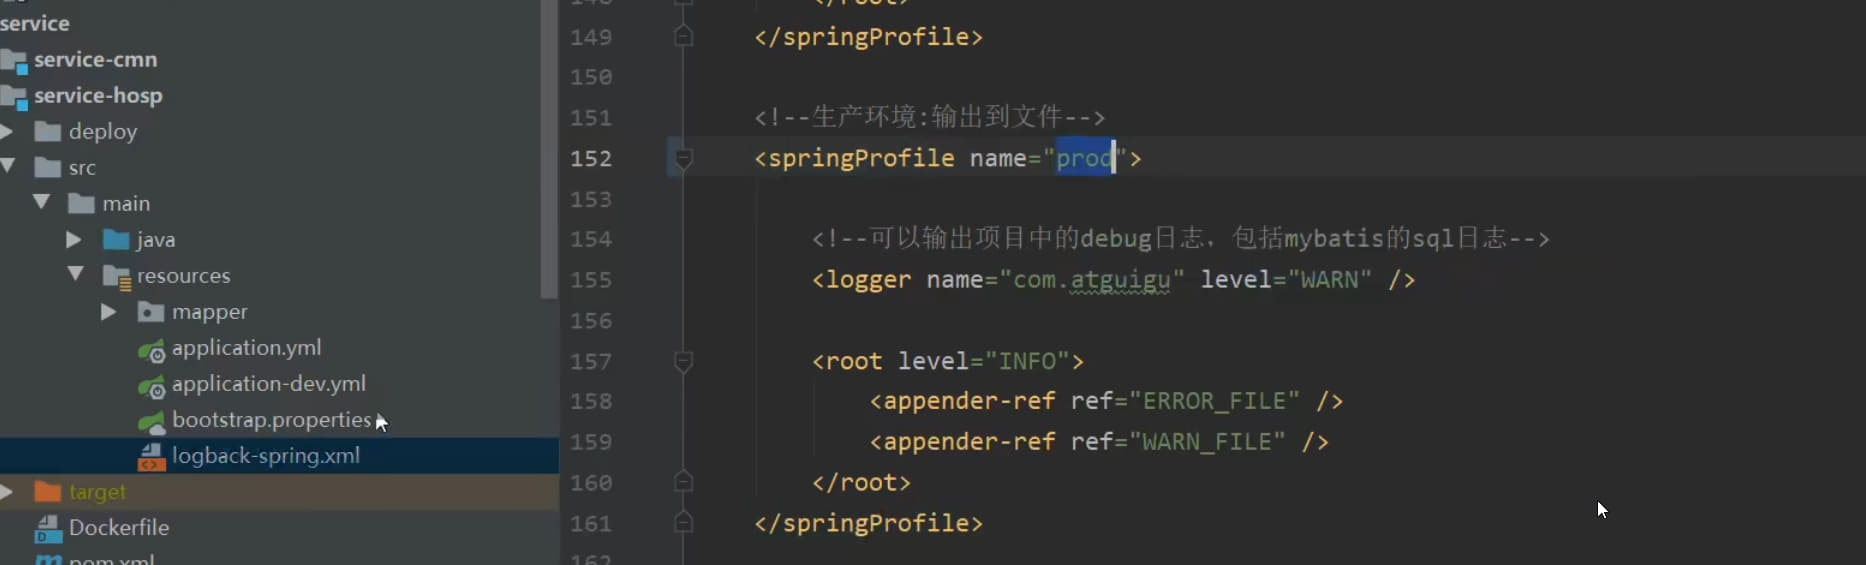 service
service-cmn
service-hosp
deploy
src
main
java
resources
mapper
application.yml
application-dev.yml
bootstrap.properties
logback-spring.xml
target
Dockerfile
pom.xml
148 </root>
149 </springProfile>
150
151 <!--生产环境:输出到文件-->
152 <springProfile name="prod">
153
154 <!--可以输出项目中的debug日志，包括mybatis的sql日志-->
155 <logger name="com.atguigu" level="WARN" />
156
157 <root level="INFO">
158 <appender-ref ref="ERROR_FILE" />
159 <appender-ref ref="WARN_FILE" />
160 </root>
161 </springProfile>
162